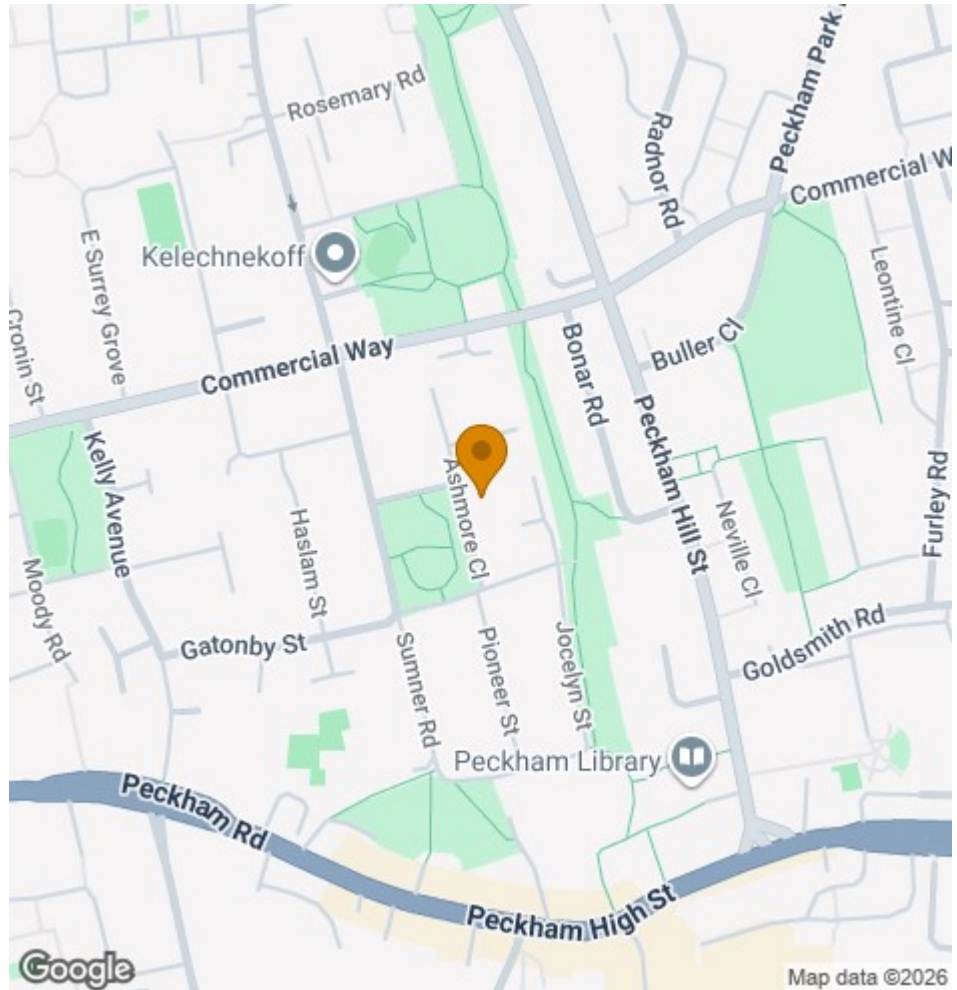 Peckham Park
Rosemary Rd
Radnor Rd
Commercial W
Kelechnekoff
E Surrey Grove
Leontine Cl
Cronin St
Commercial Way
Bonar Rd
Buller Cl
Peckham Hill St
Kelly Avenue
Ashmore Cl
Furley Rd
Haslam St
Neville Cl
Moody Rd
Gatonby St
Sumner Rd
Pioneer St
Jocelyn St
Goldsmith Rd
Peckham Library
Peckham Rd
Peckham High St
Google
Map data ©2026